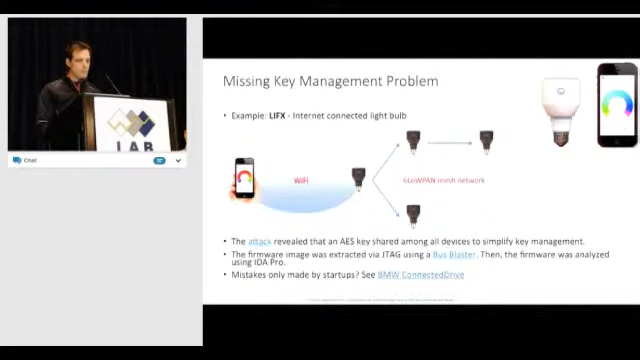 Missing Key Management Problem
• Example: LIFX - Internet connected light bulb
WiFi
6LoWPAN mesh network
• The attack revealed that an AES key shared among all devices to simplify key management.
• The firmware image was extracted via JTAG using a Bus Blaster. Then, the firmware was analyzed
using IDA Pro.
• Mistakes only made by startups? See BMW ConnectedDrive
LAB
Chat